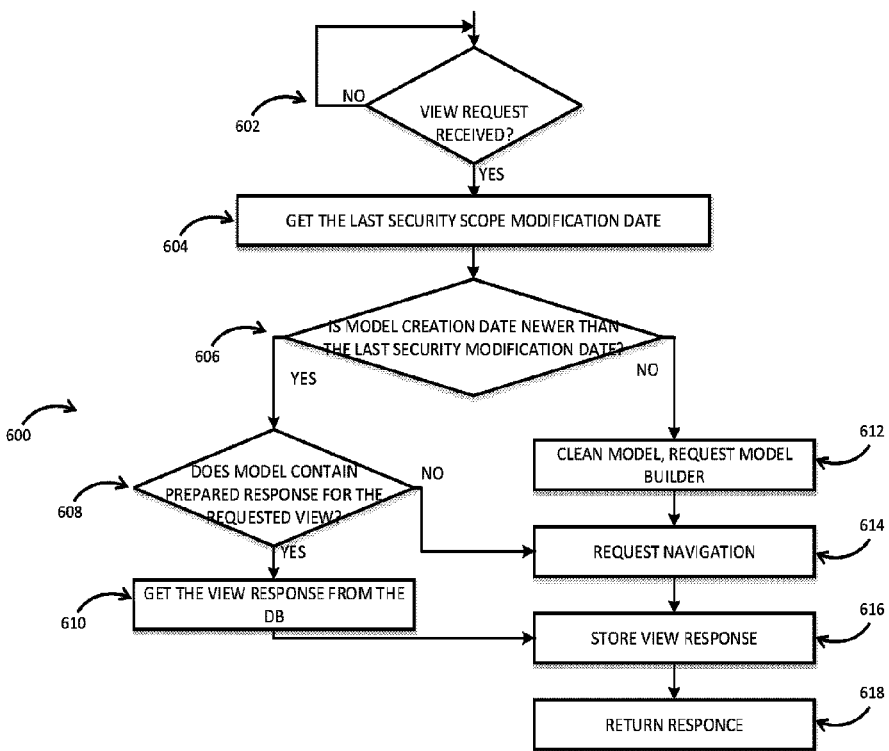 NO
602
VIEW REQUEST
RECEIVED?
YES
GET THE LAST SECURITY SCOPE MODIFICATION DATE
604
IS MODEL CREATION DATE NEWER THAN
THE LAST SECURITY MODIFICATION DATE?
606
YES
NO
600
612
CLEAN MODEL, REQUEST MODEL
BUILDER
DOES MODEL CONTAIN
PREPARED RESPONSE FOR THE
REQUESTED VIEW?
NO
608
YES
614
REQUEST NAVIGATION
GET THE VIEW RESPONSE FROM THE
DB
610
616
STORE VIEW RESPONSE
618
RETURN RESPONCE